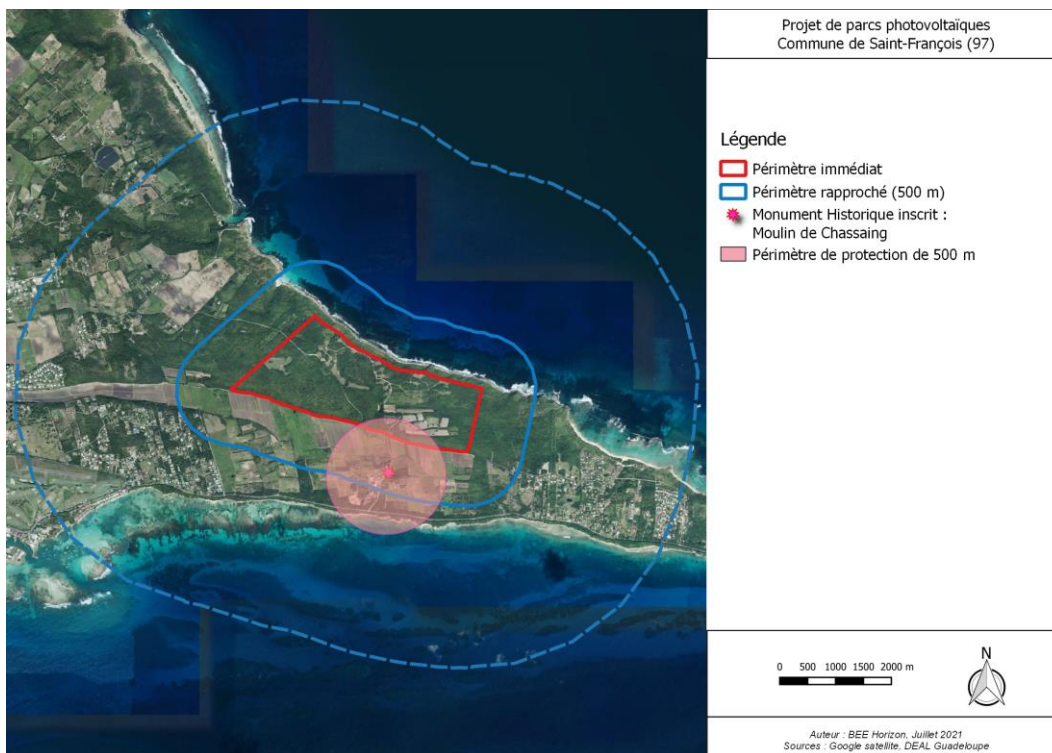 Projet de parcs photovoltaïques
Commune de Saint-François (97)
Légende
Périmètre immédiat
Périmètre rapproché (500 m)
Monument Historique inscrit :
Moulin de Chassaing
Périmètre de protection de 500 m
0 500 1000 1500 2000 m
N
Auteur : BEE Horizon, Juillet 2021
Sources : Google satellite, DEAL Guadeloupe